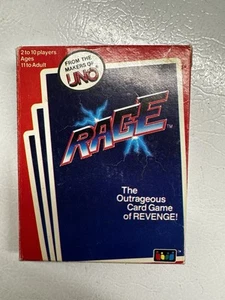 2 to 10 players
Ages
11 to Adult
FROM THE
MAKERS OF
UNO®
RAGE™
The
Outrageous
Card Game
of REVENGE!